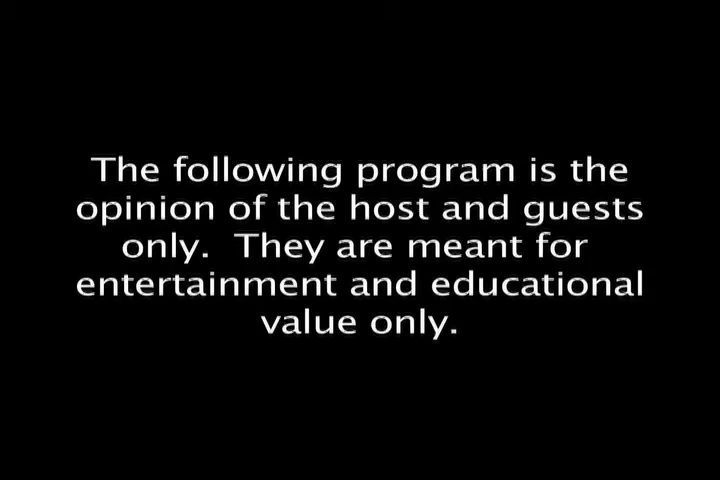 The following program is the
opinion of the host and guests
only.  They are meant for
entertainment and educational
value only.